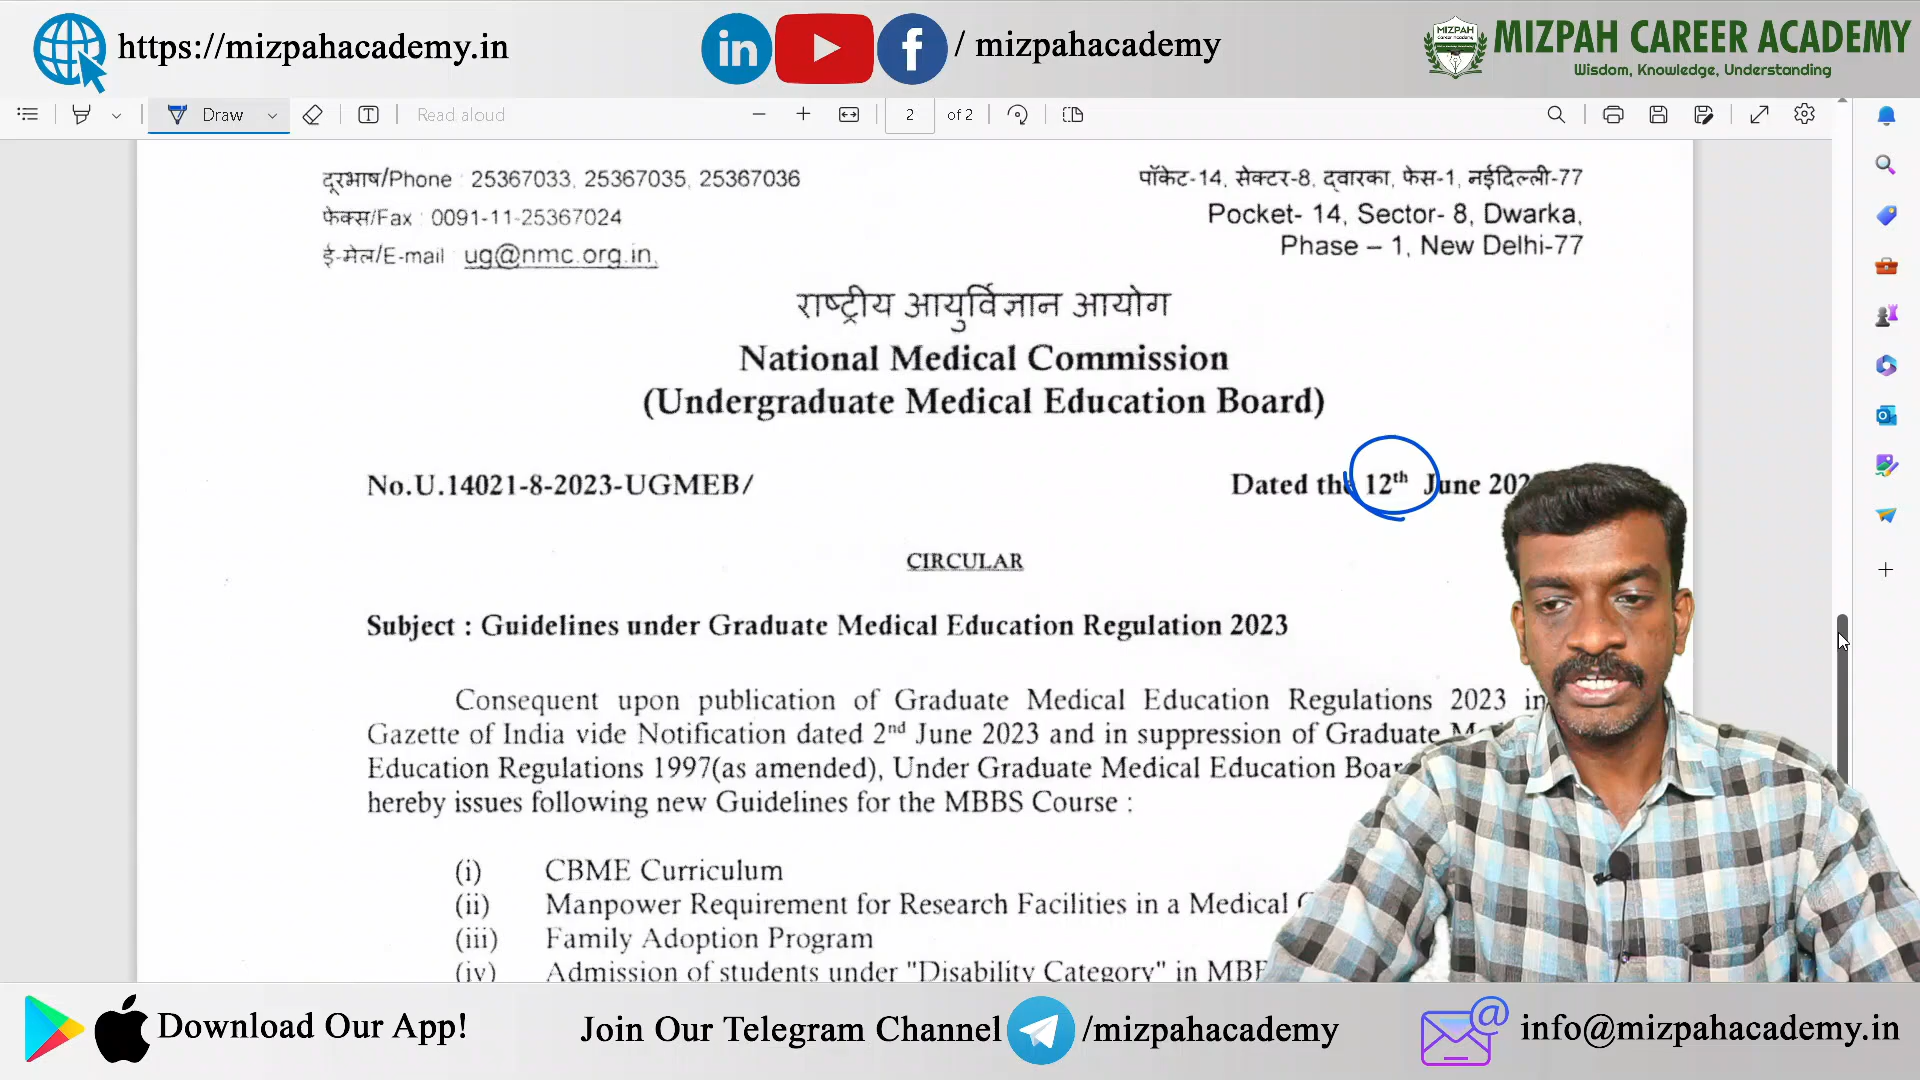 https://mizpahacademy.in
/ mizpahacademy
MIZPAH CAREER ACADEMY
Wisdom, Knowledge, Understanding
Draw
Read aloud
2 of 2
दूरभाष/Phone : 25367033, 25367035, 25367036
फेक्स/Fax : 0091-11-25367024
ई-मेल/E-mail : ug@nmc.org.in,
पॉकेट-14, सेक्टर-8, द्वारका, फेस-1, नईदिल्ली-77
Pocket- 14, Sector- 8, Dwarka,
Phase – 1, New Delhi-77
राष्ट्रीय आयुर्विज्ञान आयोग
National Medical Commission
(Undergraduate Medical Education Board)
No.U.14021-8-2023-UGMEB/
Dated the 12th June
CIRCULAR
Subject : Guidelines under Graduate Medical Education Regulation 2023
Consequent upon publication of Graduate Medical Education Regulations 2023 in
Gazette of India vide Notification dated 2nd June 2023 and in suppression of Graduate
Education Regulations 1997(as amended), Under Graduate Medical Education
hereby issues following new Guidelines for the MBBS Course :
(i) CBME Curriculum
(ii) Manpower Requirement for Research Facilities in a Medical
(iii) Family Adoption Program
(iv) Admission of students under "Disability Category" in
Download Our App!
Join Our Telegram Channel /mizpahacademy
info@mizpahacademy.in